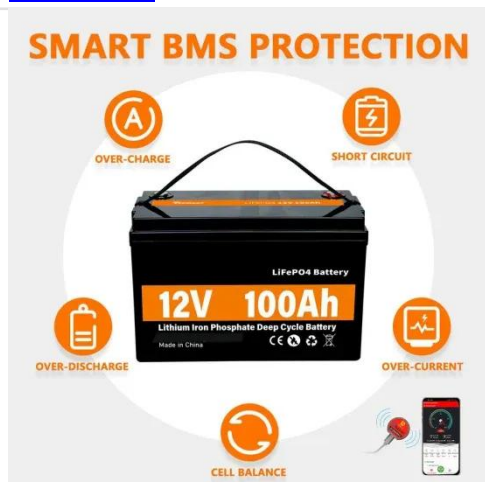 SMART BMS PROTECTION
A
OVER-CHARGE
SHORT CIRCUIT
LiFePO4 Battery
12V 100Ah
Lithium Iron Phosphate Deep Cycle Battery
Made in China
CE
OVER-DISCHARGE
OVER-CURRENT
CELL BALANCE